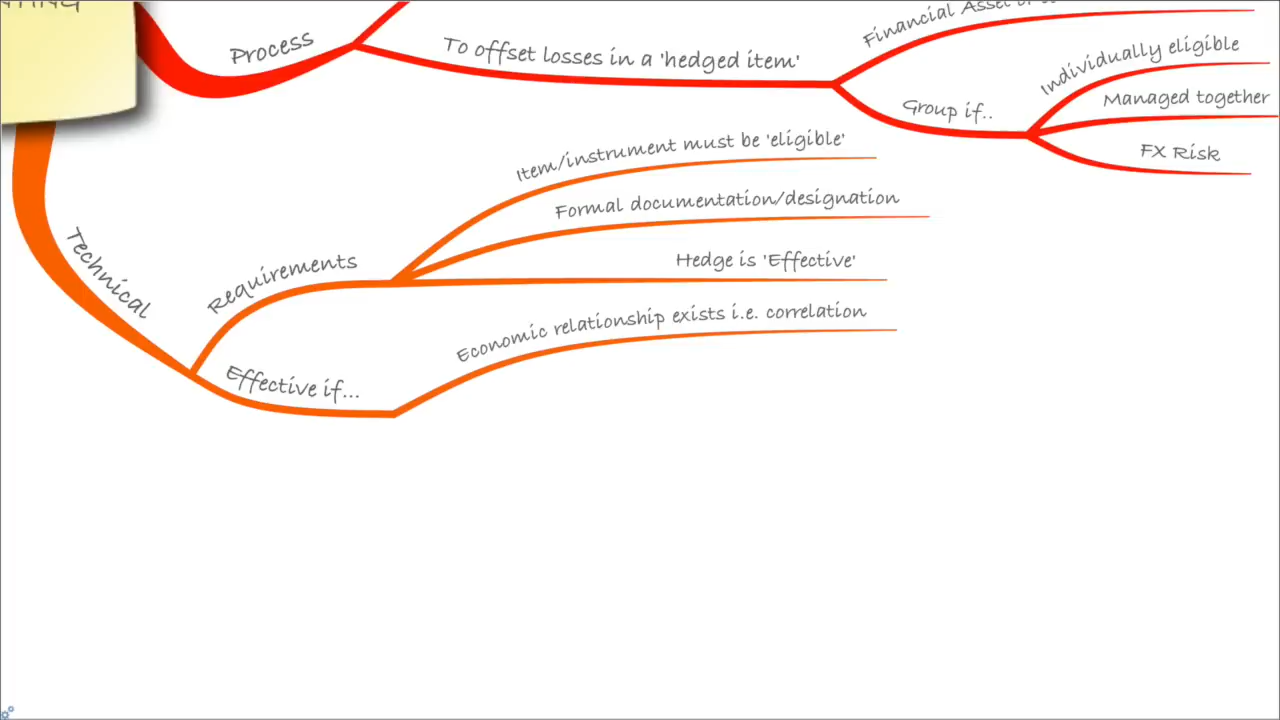 Process
To offset losses in a 'hedged item'
Financial Asset
Group if..
Individually eligible
Managed together
FX Risk
Technical
Requirements
Item/instrument must be 'eligible'
Formal documentation/designation
Hedge is 'Effective'
Effective if...
Economic relationship exists i.e. correlation